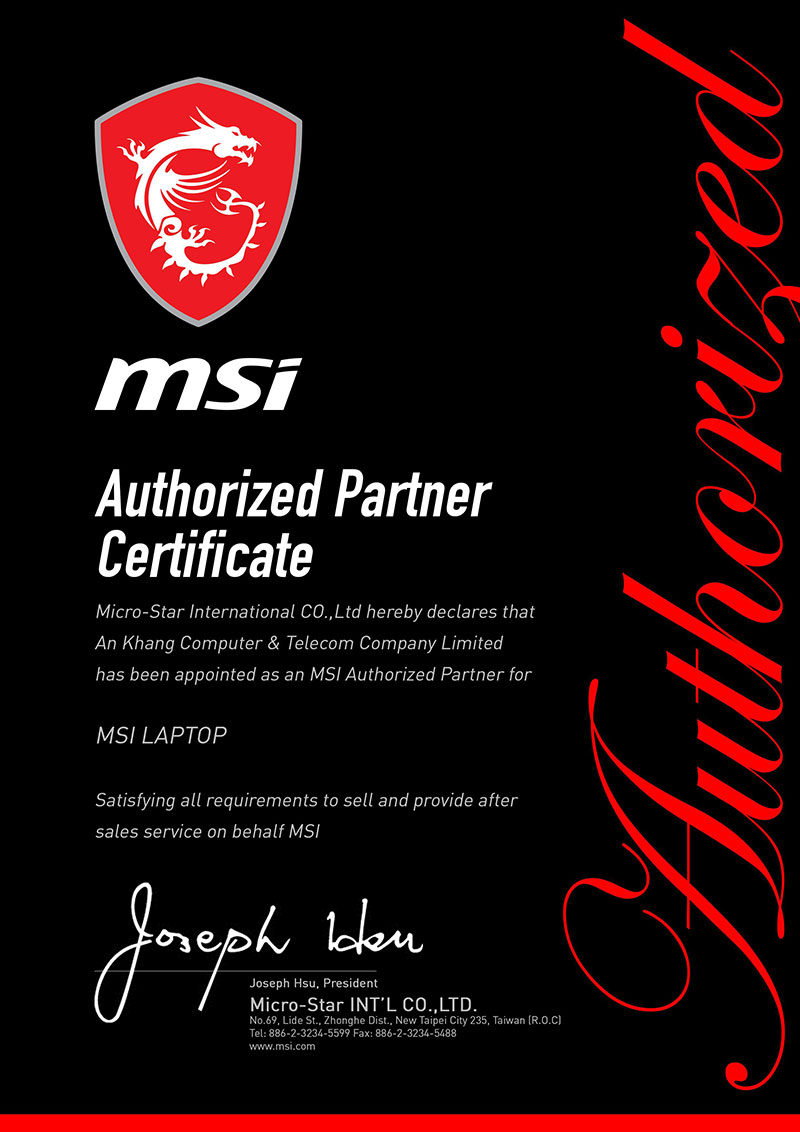 msi
Authorized Partner
Certificate
Micro-Star International CO.,Ltd hereby declares that
An Khang Computer & Telecom Company Limited
has been appointed as an MSI Authorized Partner for
MSI LAPTOP
Satisfying all requirements to sell and provide after
sales service on behalf MSI
Joseph Hsu
Joseph Hsu, President
Micro-Star INT'L CO.,LTD.
No.69, Lide St., Zhonghe Dist., New Taipei City 235, Taiwan (R.O.C)
Tel: 886-2-3234-5599 Fax: 886-2-3234-5488
www.msi.com
Authorized